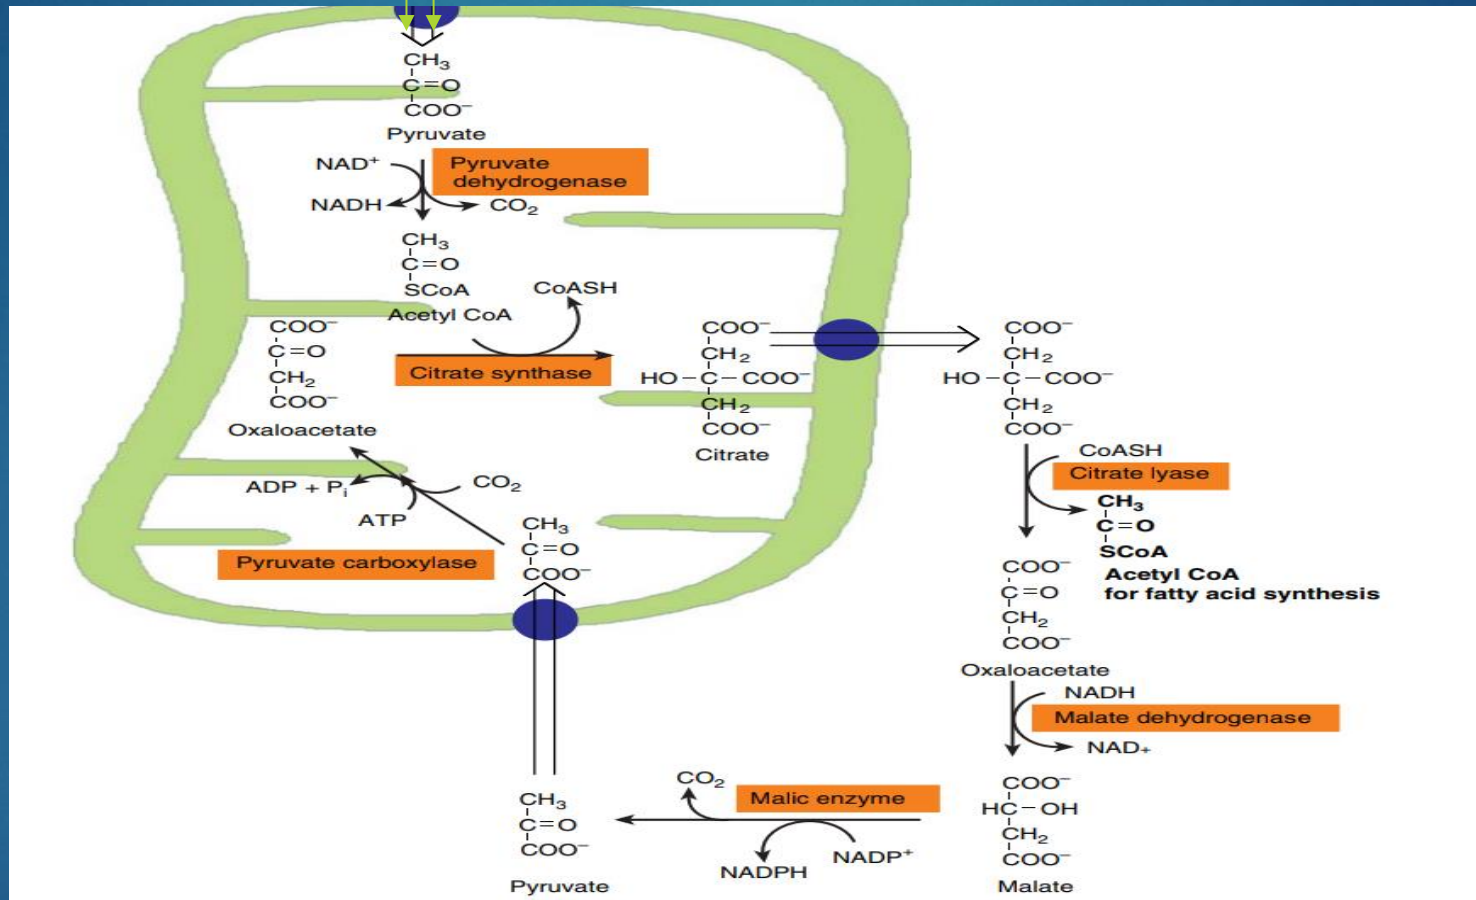 CH₃
C=O
COO⁻
Pyruvate
NAD⁺
Pyruvate
dehydrogenase
NADH
CO₂
CH₃
C=O
SCoA
Acetyl CoA
CoASH
COO⁻
C=O
CH₂
COO⁻
Oxaloacetate
Citrate synthase
COO⁻
CH₂
HO–C–COO⁻
CH₂
COO⁻
Citrate
COO⁻
CH₂
HO–C–COO⁻
CH₂
COO⁻
CoASH
Citrate lyase
CH₃
C=O
SCoA
Acetyl CoA
for fatty acid synthesis
ADP + Pᵢ
CO₂
ATP
Pyruvate carboxylase
CH₃
C=O
COO⁻
COO⁻
C=O
CH₂
COO⁻
Oxaloacetate
NADH
Malate dehydrogenase
NAD₊
COO⁻
HC–OH
CH₂
COO⁻
Malate
CO₂
Malic enzyme
NADPH
NADP⁺
CH₃
C=O
COO⁻
Pyruvate